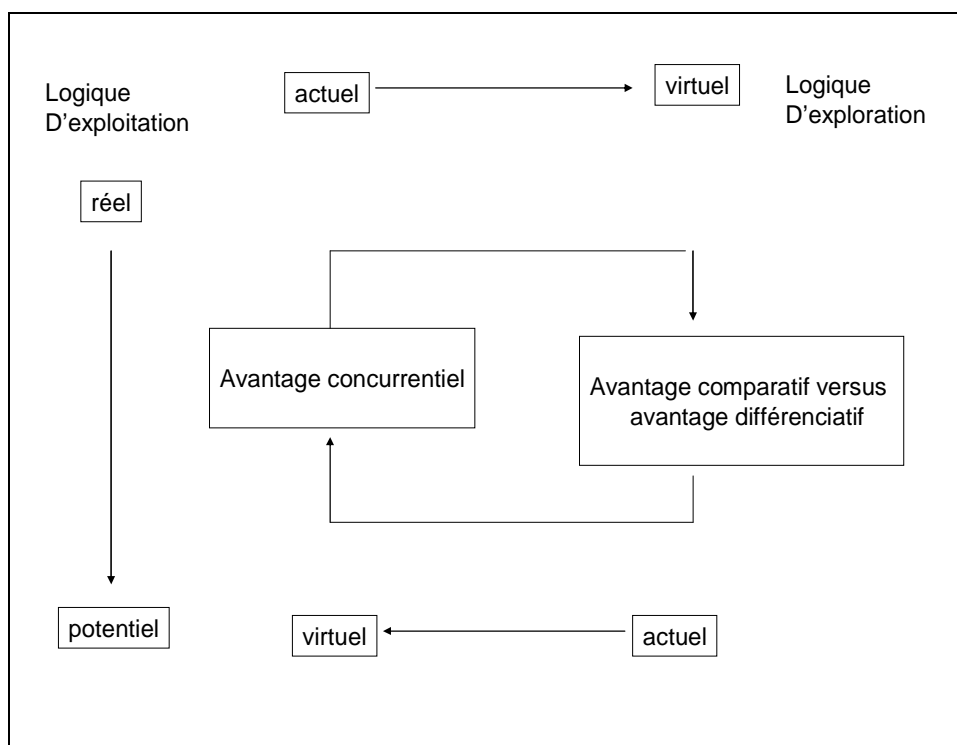 Logique
D'exploitation
actuel
virtuel
Logique
D'exploration
réel
Avantage concurrentiel
Avantage comparatif versus
avantage différenciatif
potentiel
virtuel
actuel